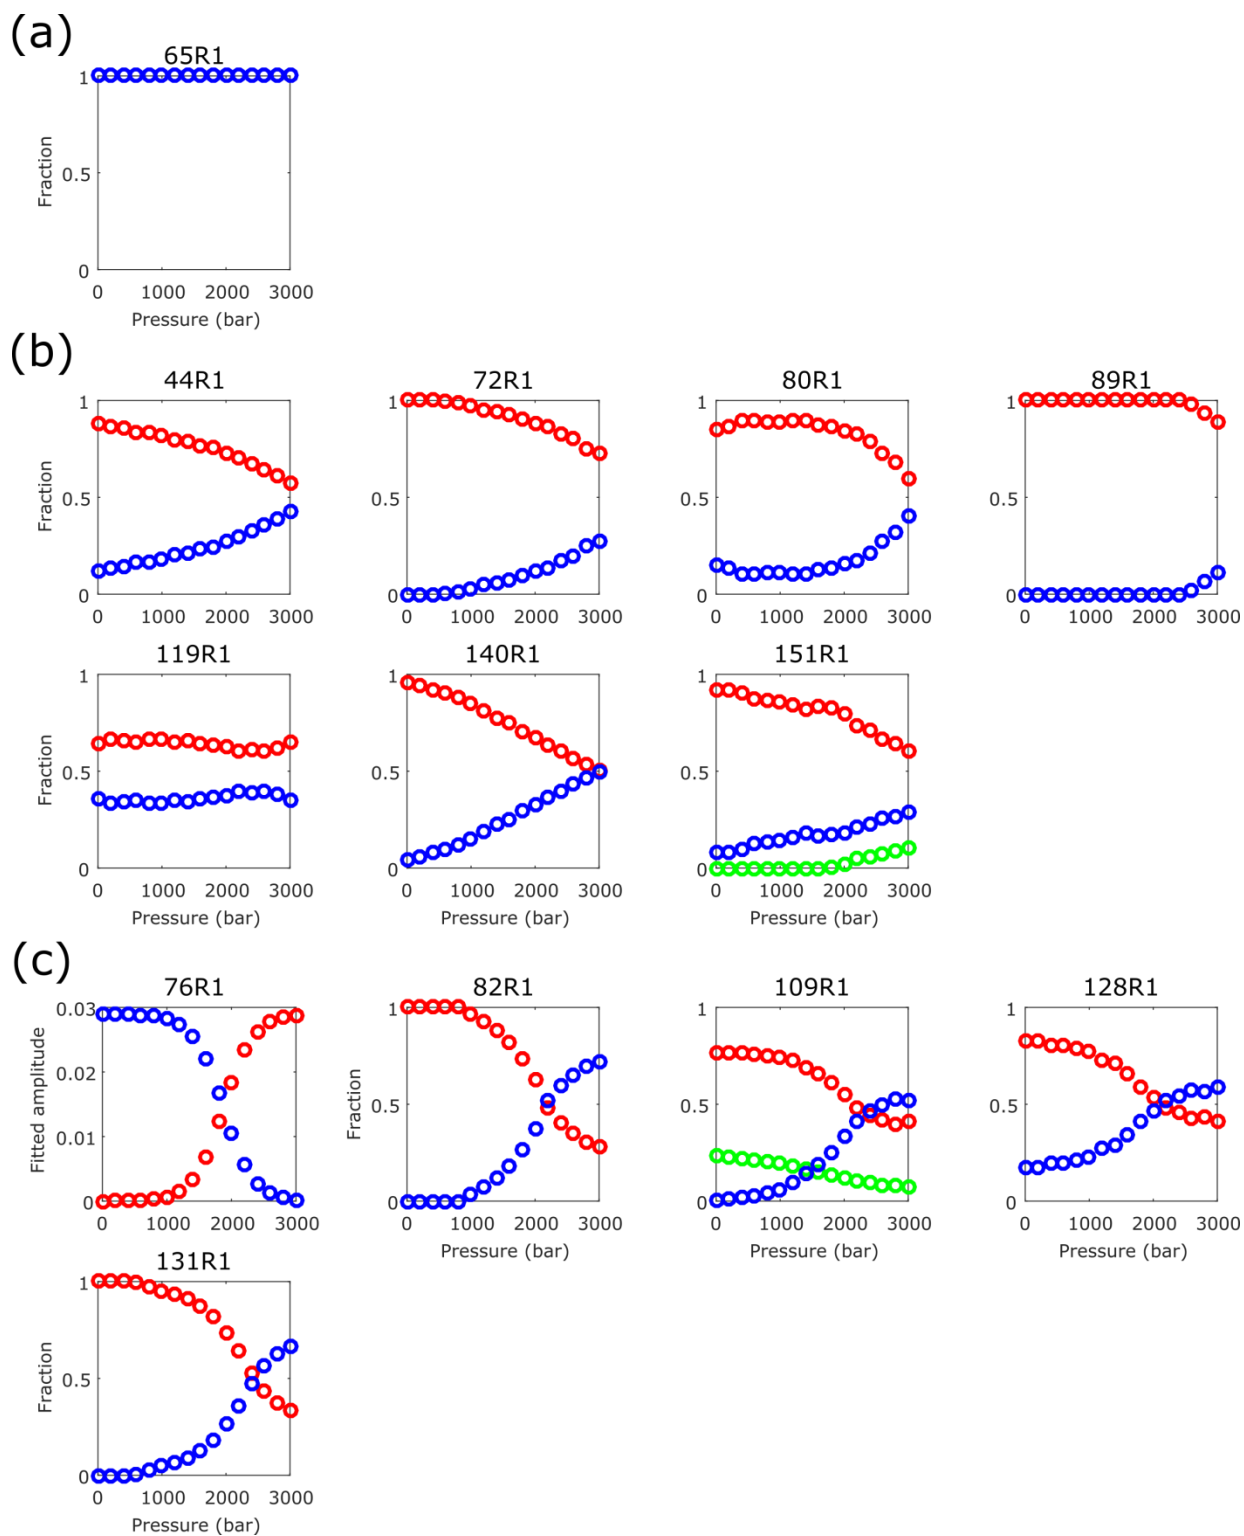 (a)
65R1
1
0.5
0
Fraction
0 1000 2000 3000
Pressure (bar)
(b)
44R1 72R1 80R1 89R1
1 1 1 1
0.5 0.5 0.5 0.5
0 0 0 0
Fraction
0 1000 2000 3000 0 1000 2000 3000 0 1000 2000 3000 0 1000 2000 3000
119R1 140R1 151R1
1 1 1
0.5 0.5 0.5
0 0 0
Fraction
0 1000 2000 3000 0 1000 2000 3000 0 1000 2000 3000
Pressure (bar) Pressure (bar) Pressure (bar)
(c)
76R1 82R1 109R1 128R1
0.03 1 1 1
0.02 0.5 0.5 0.5
0.01
0 0 0 0
Fitted amplitude Fraction
0 1000 2000 3000 0 1000 2000 3000 0 1000 2000 3000 0 1000 2000 3000
Pressure (bar) Pressure (bar) Pressure (bar)
131R1
1
0.5
0
Fraction
0 1000 2000 3000
Pressure (bar)